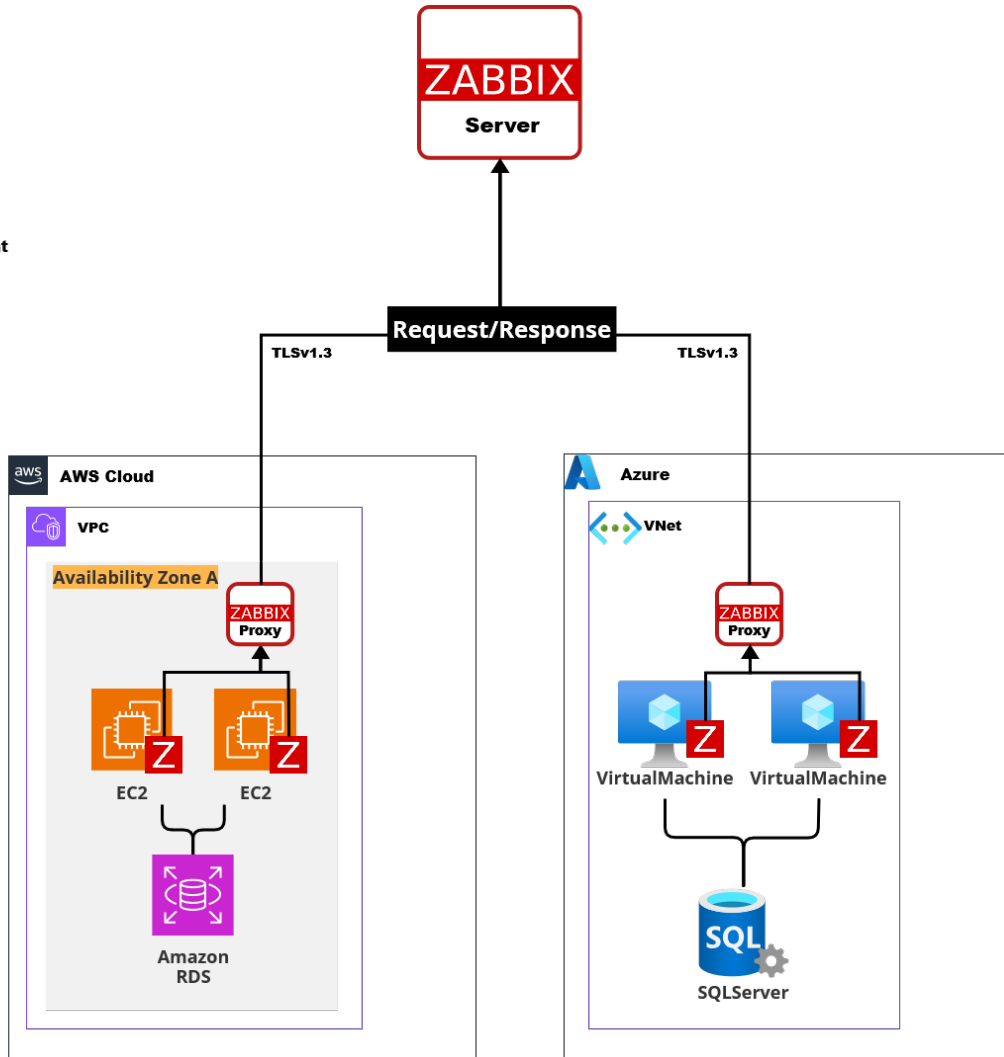 ZABBIX
Server
Request/Response
TLSv1.3
TLSv1.3
aws
AWS Cloud
VPC
Availability Zone A
ZABBIX
Proxy
Z
Z
EC2
EC2
Amazon
RDS
Azure
VNet
ZABBIX
Proxy
Z
Z
VirtualMachine
VirtualMachine
SQL
SQLServer